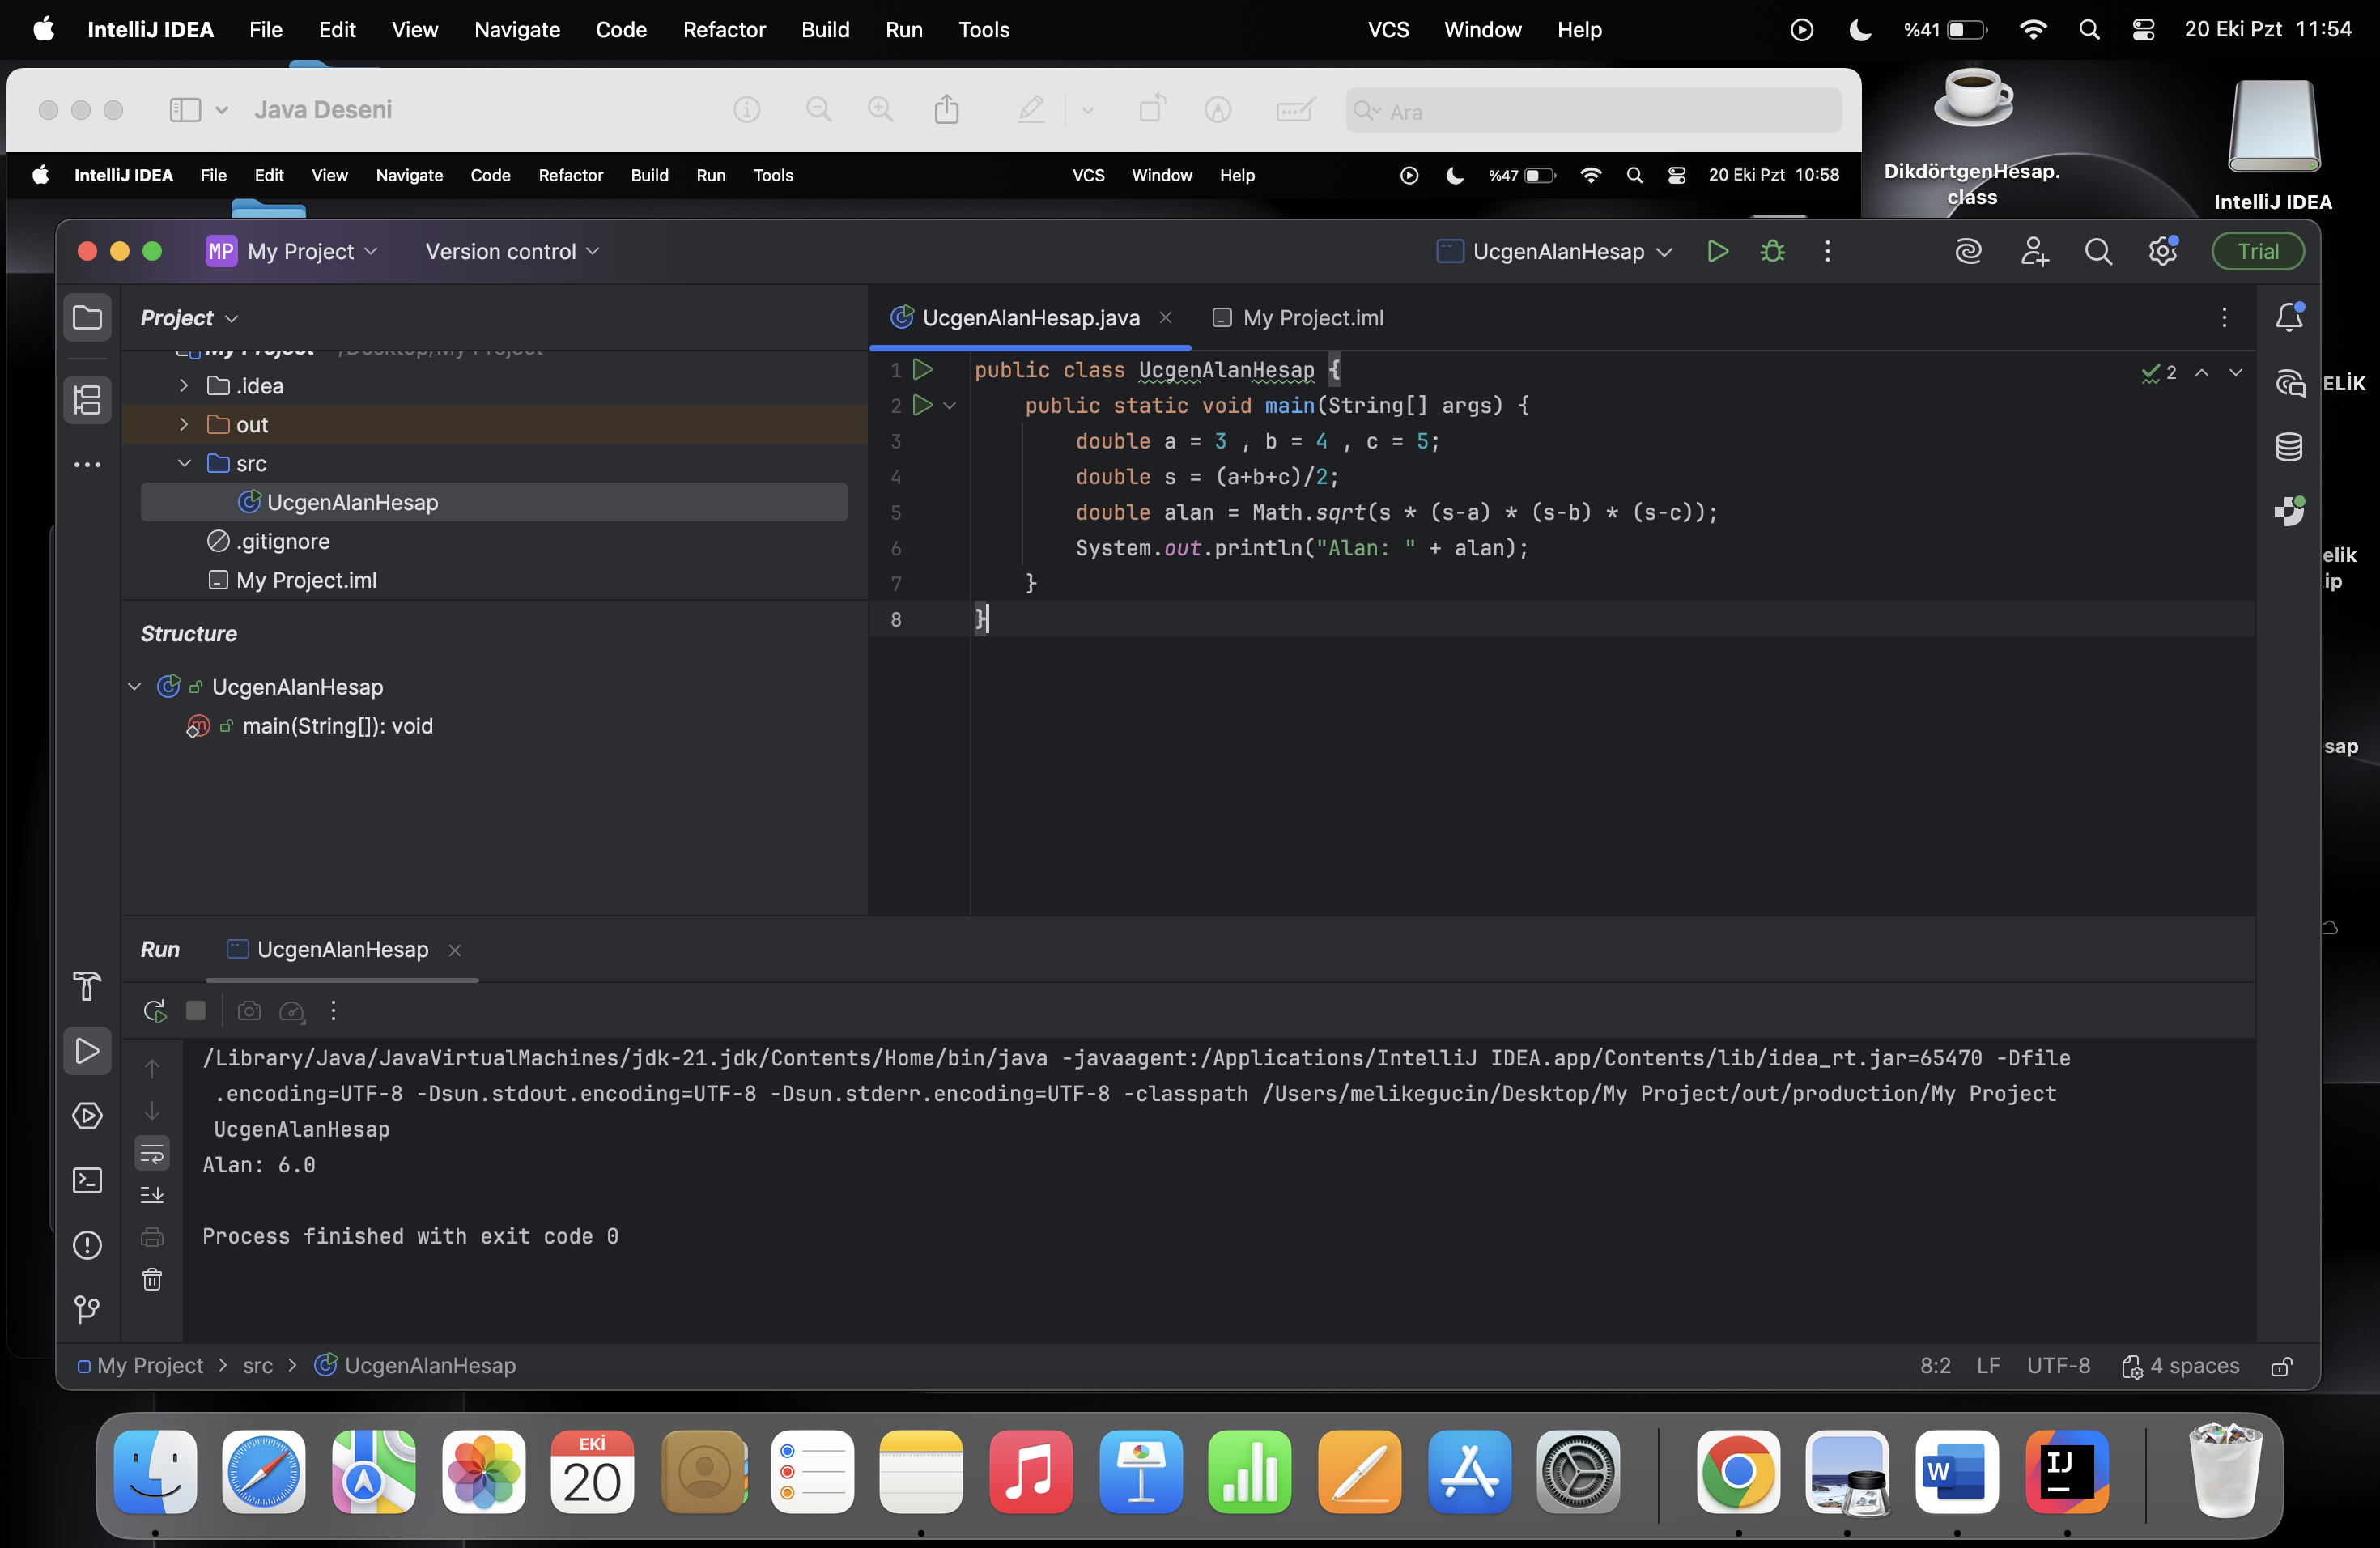 IntelliJ IDEA File Edit View Navigate Code Refactor Build Run Tools VCS Window Help %41 20 Eki Pzt 11:54
Java Deseni Ara
IntelliJ IDEA File Edit View Navigate Code Refactor Build Run Tools VCS Window Help %47 20 Eki Pzt 10:58
DikdörtgenHesap.
class
IntelliJ IDEA
MP My Project Version control UcgenAlanHesap Trial
Project
My Project ~/Desktop/My Project
.idea
out
src
UcgenAlanHesap
.gitignore
My Project.iml
Structure
UcgenAlanHesap
main(String[]): void
UcgenAlanHesap.java My Project.iml
1 public class UcgenAlanHesap {
2 public static void main(String[] args) {
3 double a = 3 , b = 4 , c = 5;
4 double s = (a+b+c)/2;
5 double alan = Math.sqrt(s * (s-a) * (s-b) * (s-c));
6 System.out.println("Alan: " + alan);
7 }
8 }
2
ELİK
elik
ip
sap
Run UcgenAlanHesap
/Library/Java/JavaVirtualMachines/jdk-21.jdk/Contents/Home/bin/java -javaagent:/Applications/IntelliJ IDEA.app/Contents/lib/idea_rt.jar=65470 -Dfile
.encoding=UTF-8 -Dsun.stdout.encoding=UTF-8 -Dsun.stderr.encoding=UTF-8 -classpath /Users/melikegucin/Desktop/My Project/out/production/My Project
UcgenAlanHesap
Alan: 6.0
Process finished with exit code 0
My Project > src > UcgenAlanHesap 8:2 LF UTF-8 4 spaces
EKİ
20
W
IJ